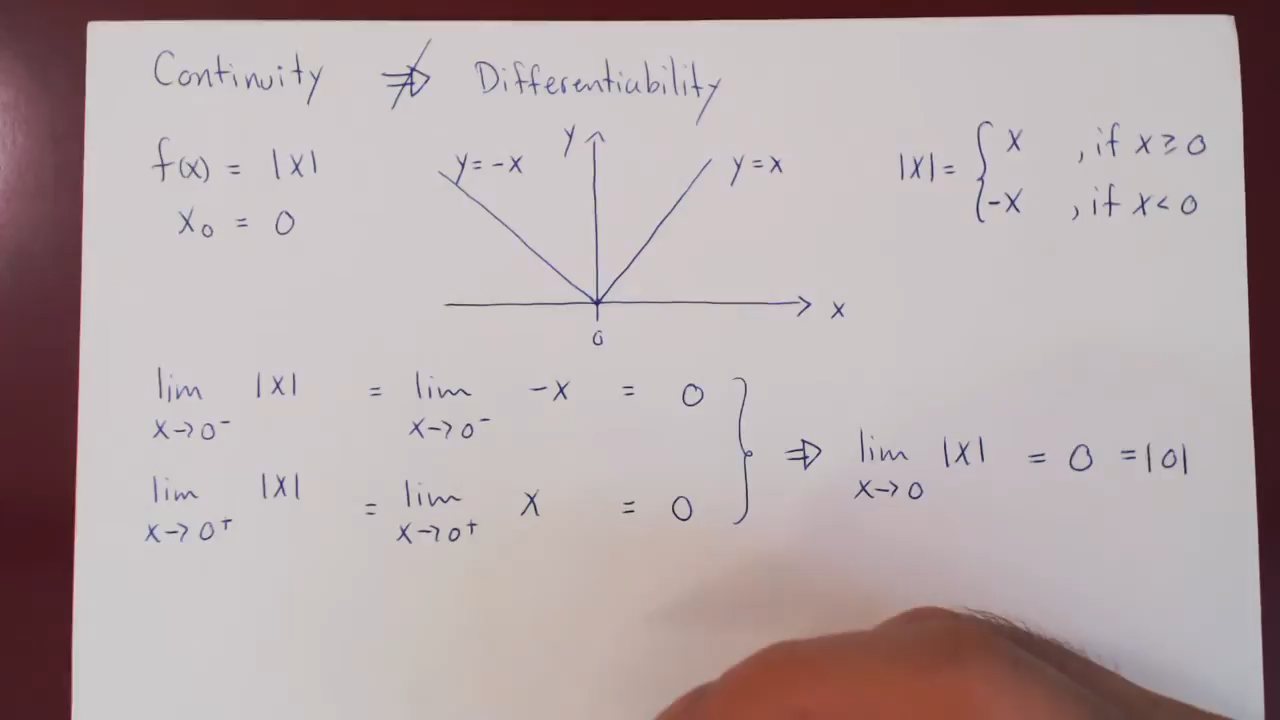 Continuity ⇏ Differentiability
f(x) = |x|
x₀ = 0
y
y=-x
y=x
x
0
|x| = { x , if x ≥ 0
-x , if x < 0
lim |x| = lim -x = 0
x→0⁻ x→0⁻
lim |x| = lim x = 0
x→0⁺ x→0⁺
} ⇒ lim |x| = 0 = |0|
x→0